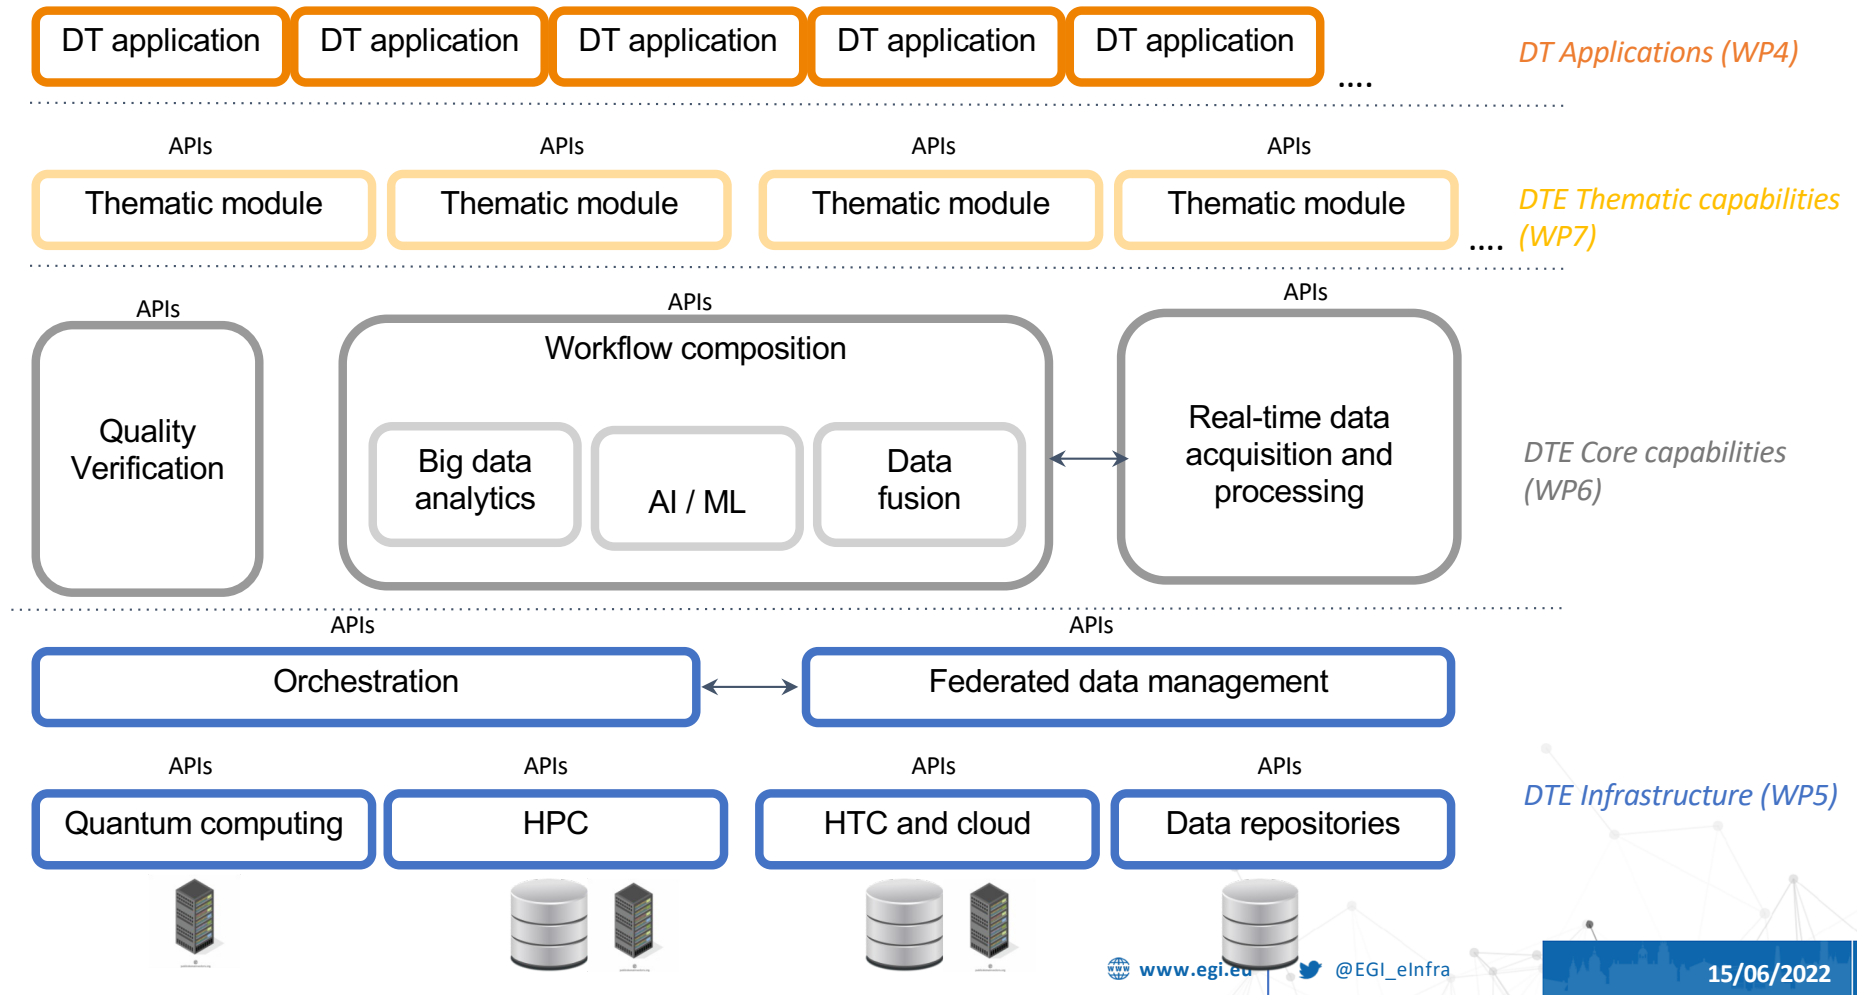 DT application DT application DT application DT application DT application
....
DT Applications (WP4)
APIs APIs APIs APIs
Thematic module Thematic module Thematic module Thematic module
....
DTE Thematic capabilities
(WP7)
APIs APIs APIs
Quality
Verification
Workflow composition
Big data
analytics
AI / ML
Data
fusion
Real-time data
acquisition and
processing
DTE Core capabilities
(WP6)
APIs APIs
Orchestration Federated data management
APIs APIs APIs APIs
Quantum computing HPC HTC and cloud Data repositories
DTE Infrastructure (WP5)
www.egi.eu @EGI_eInfra
15/06/2022